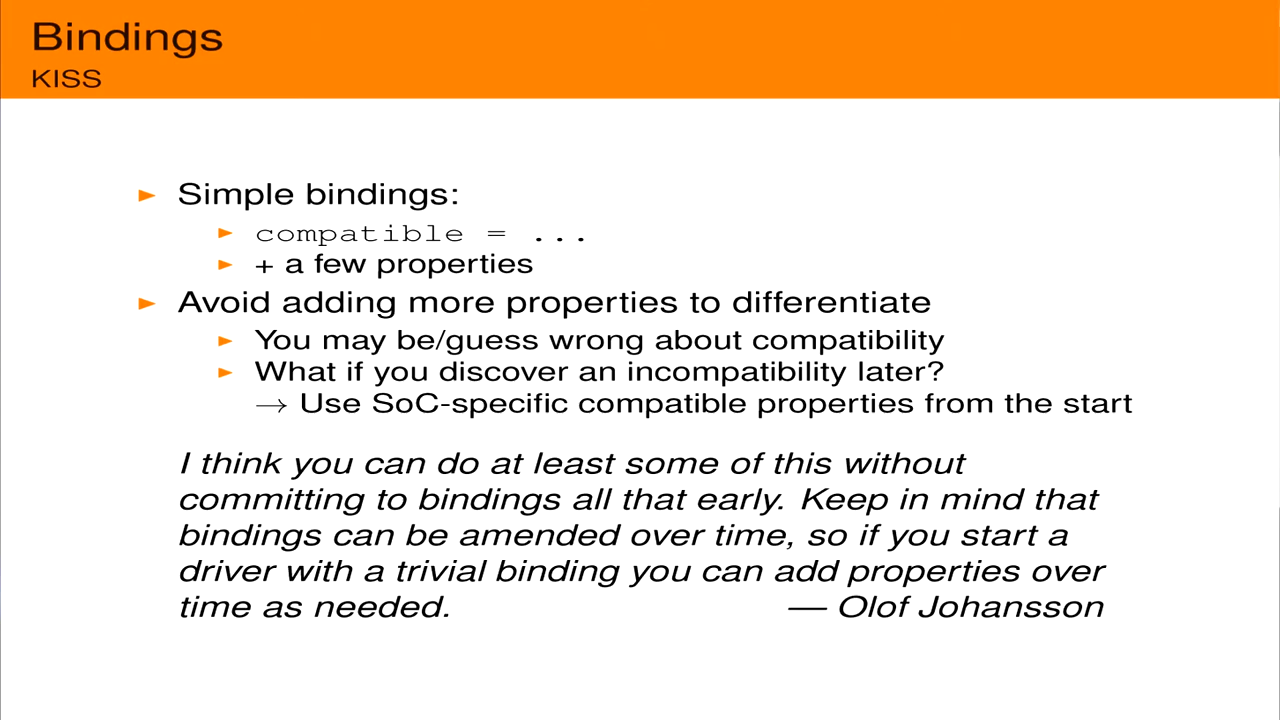 Bindings
KISS
Simple bindings:
compatible = ...
+ a few properties
Avoid adding more properties to differentiate
You may be/guess wrong about compatibility
What if you discover an incompatibility later?
→ Use SoC-specific compatible properties from the start
I think you can do at least some of this without
committing to bindings all that early. Keep in mind that
bindings can be amended over time, so if you start a
driver with a trivial binding you can add properties over
time as needed. — Olof Johansson